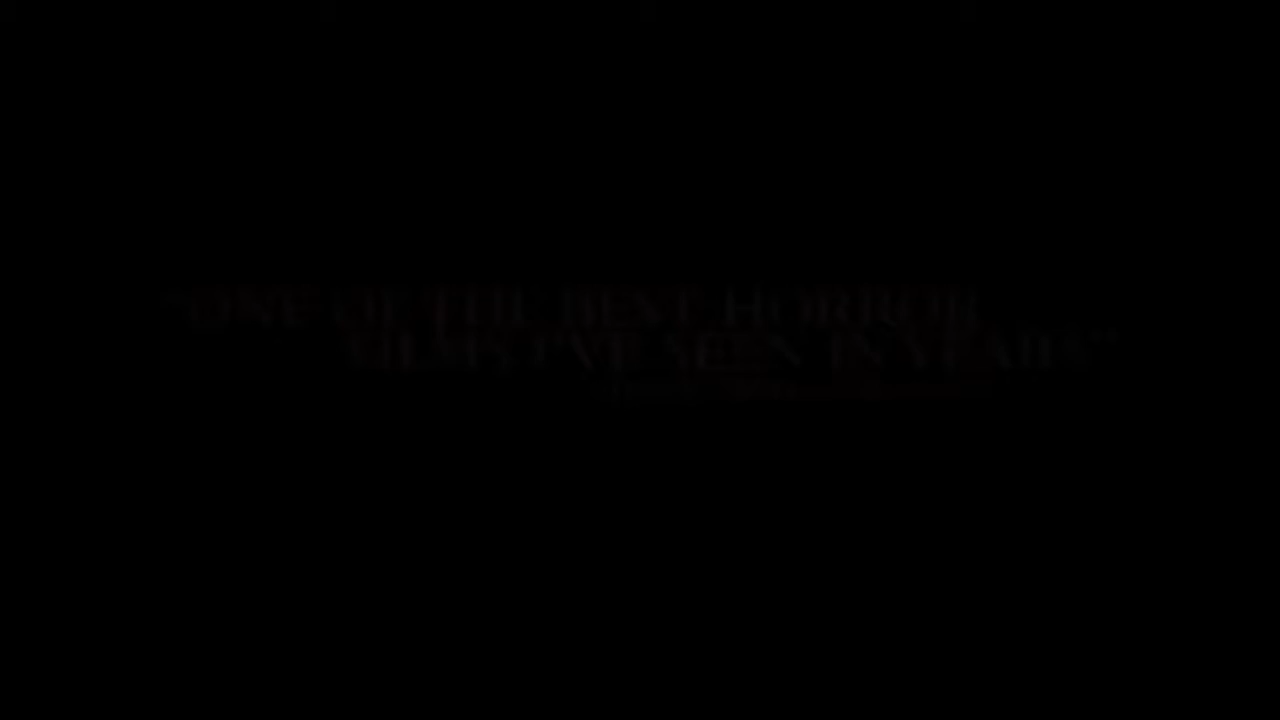 "ONE OF THE BEST HORROR
FILMS I'VE SEEN IN YEARS"